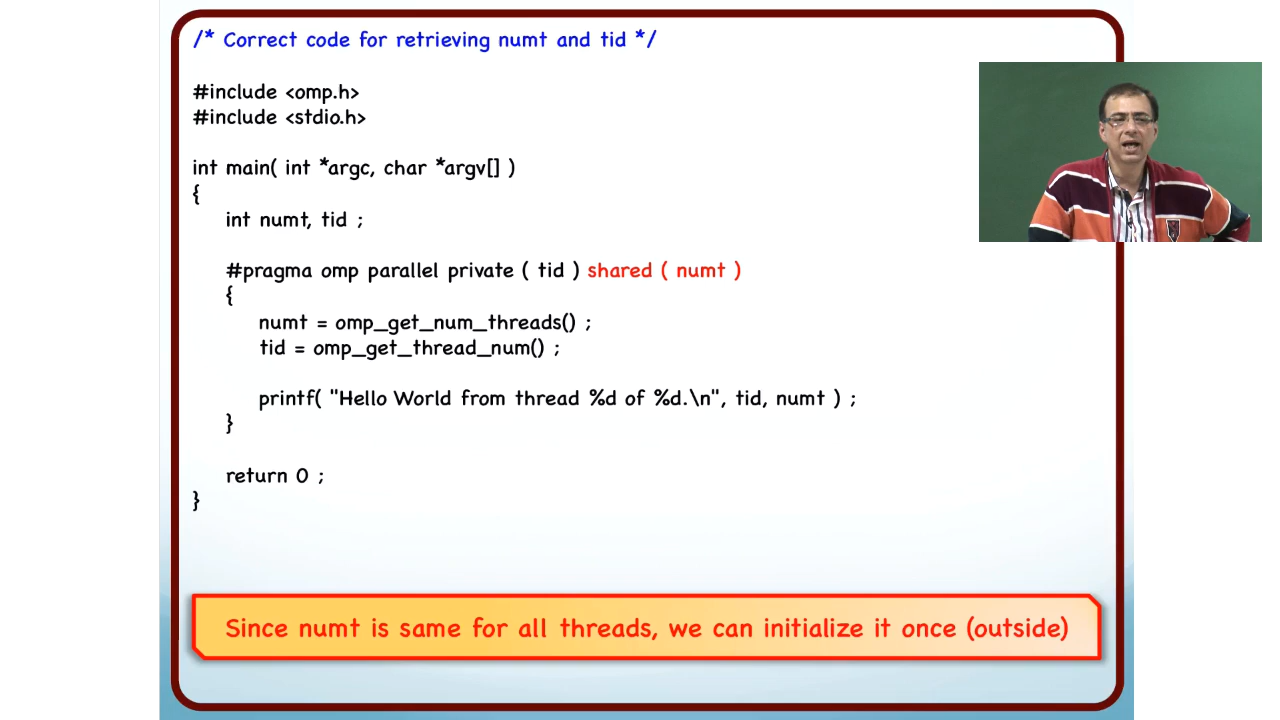 /* Correct code for retrieving numt and tid */
#include <omp.h>
#include <stdio.h>
int main( int *argc, char *argv[] )
{
int numt, tid ;
#pragma omp parallel private ( tid ) shared ( numt )
{
numt = omp_get_num_threads() ;
tid = omp_get_thread_num() ;
printf( "Hello World from thread %d of %d.\n", tid, numt ) ;
}
return 0 ;
}
Since numt is same for all threads, we can initialize it once (outside)